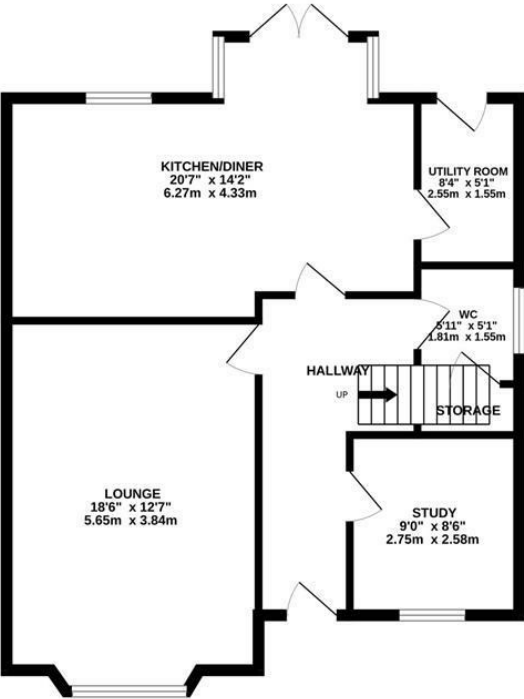 KITCHEN/DINER
20'7" x 14'2"
6.27m x 4.33m
UTILITY ROOM
8'4" x 5'1"
2.55m x 1.55m
WC
5'11" x 5'1"
1.81m x 1.55m
HALLWAY
UP
STORAGE
LOUNGE
18'6" x 12'7"
5.65m x 3.84m
STUDY
9'0" x 8'6"
2.75m x 2.58m